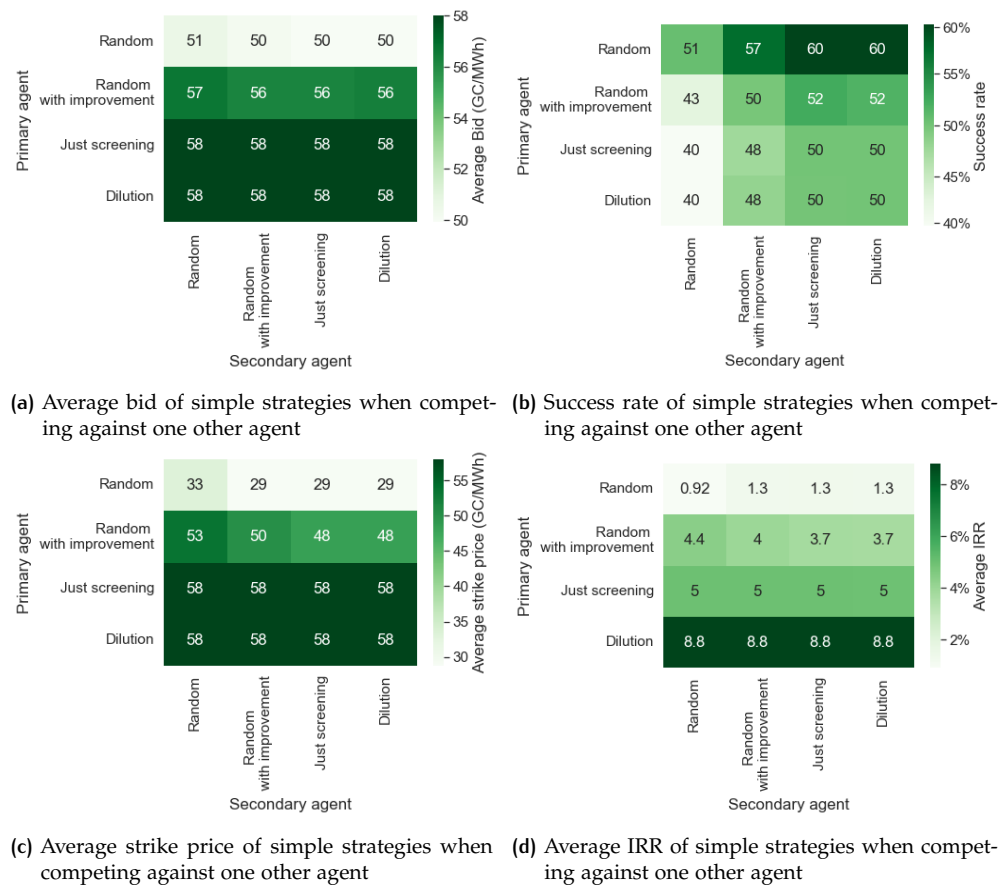 Primary agent
Random
Random
with improvement
Just screening
Dilution
51 50 50 50
57 56 56 56
58 58 58 58
58 58 58 58
58
56
54
52
50
Average Bid (GC/MWh)
Random
Random
with improvement
Just screening
Dilution
Secondary agent
(a) Average bid of simple strategies when compet-
ing against one other agent
Primary agent
Random
Random
with improvement
Just screening
Dilution
51 57 60 60
43 50 52 52
40 48 50 50
40 48 50 50
60%
55%
50%
45%
40%
Success rate
Random
Random
with improvement
Just screening
Dilution
Secondary agent
(b) Success rate of simple strategies when compet-
ing against one other agent
Primary agent
Random
Random
with improvement
Just screening
Dilution
33 29 29 29
53 50 48 48
58 58 58 58
58 58 58 58
55
50
45
40
35
30
Average strike price (GC/MWh)
Random
Random
with improvement
Just screening
Dilution
Secondary agent
(c) Average strike price of simple strategies when
competing against one other agent
Primary agent
Random
Random
with improvement
Just screening
Dilution
0.92 1.3 1.3 1.3
4.4 4 3.7 3.7
5 5 5 5
8.8 8.8 8.8 8.8
8%
6%
4%
2%
Average IRR
Random
Random
with improvement
Just screening
Dilution
Secondary agent
(d) Average IRR of simple strategies when compet-
ing against one other agent